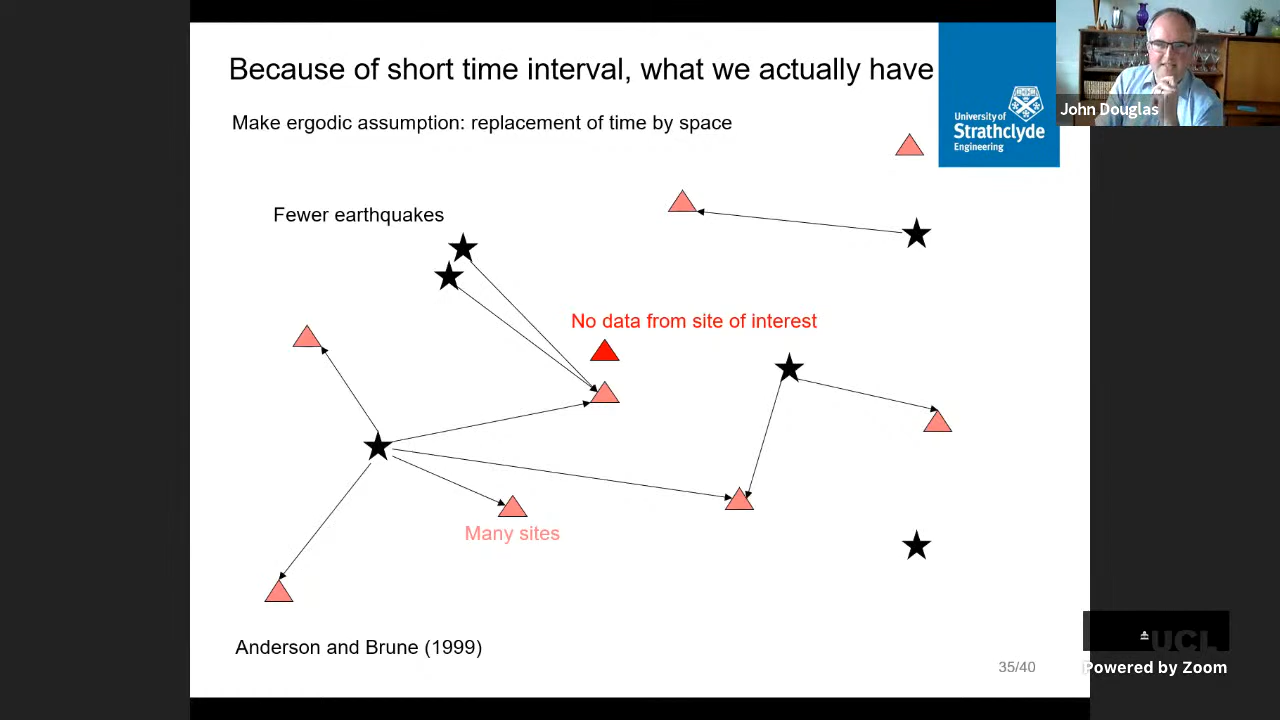 Because of short time interval, what we actually have
Make ergodic assumption: replacement of time by space
University of
Strathclyde
Engineering
John Douglas
Fewer earthquakes
No data from site of interest
Many sites
Anderson and Brune (1999)
35/40
UCL
Powered by Zoom